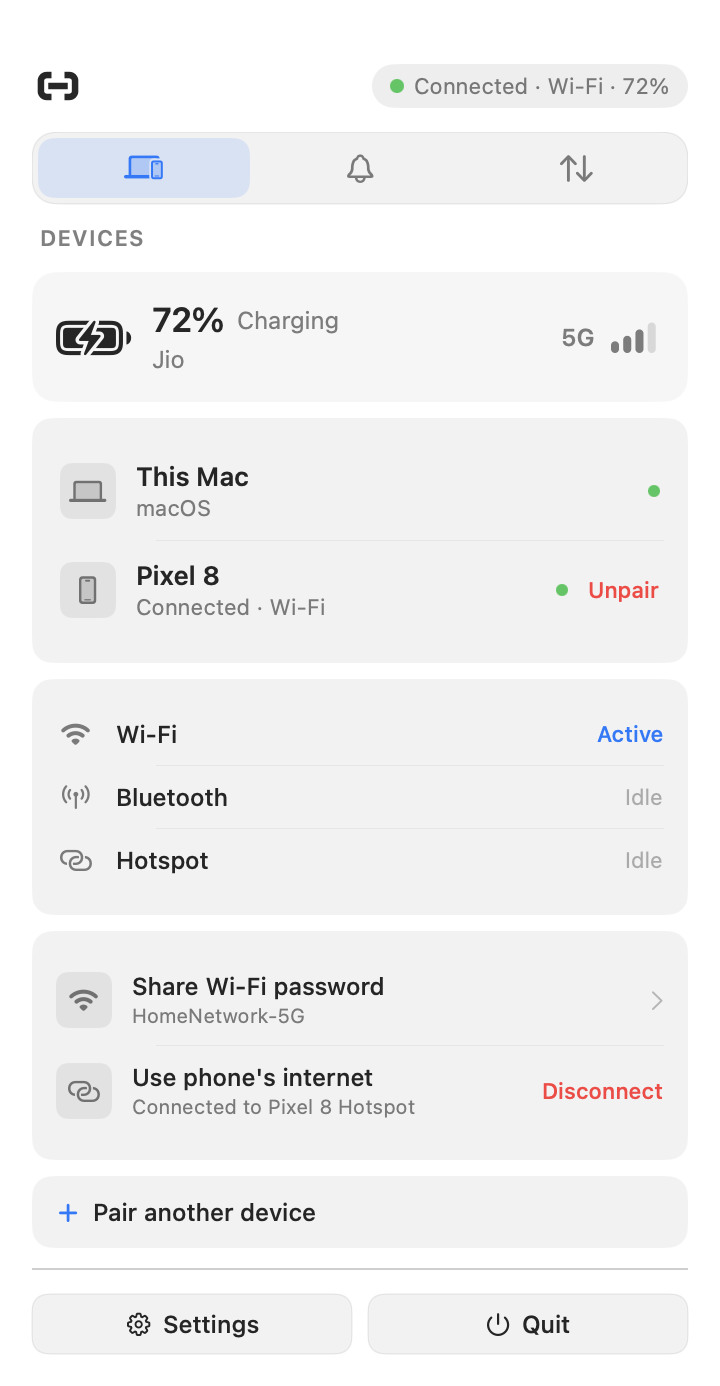 Connected · Wi-Fi · 72%
DEVICES
72% Charging
Jio
5G
This Mac
macOS
Pixel 8
Connected · Wi-Fi
Unpair
Wi-Fi
Active
Bluetooth
Idle
Hotspot
Idle
Share Wi-Fi password
HomeNetwork-5G
Use phone's internet
Connected to Pixel 8 Hotspot
Disconnect
Pair another device
Settings
Quit